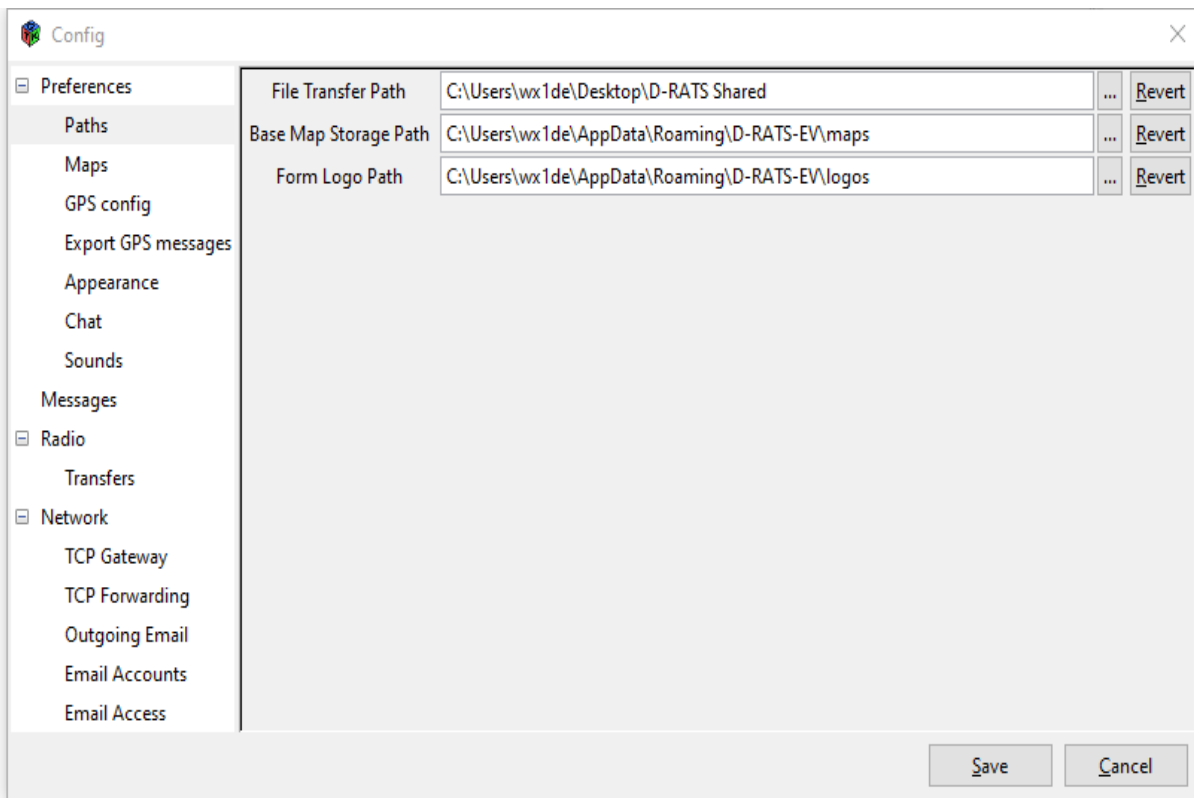 Config
Preferences
Paths
Maps
GPS config
Export GPS messages
Appearance
Chat
Sounds
Messages
Radio
Transfers
Network
TCP Gateway
TCP Forwarding
Outgoing Email
Email Accounts
Email Access
File Transfer Path C:\Users\wx1de\Desktop\D-RATS Shared ... Revert
Base Map Storage Path C:\Users\wx1de\AppData\Roaming\D-RATS-EV\maps ... Revert
Form Logo Path C:\Users\wx1de\AppData\Roaming\D-RATS-EV\logos ... Revert
Save Cancel